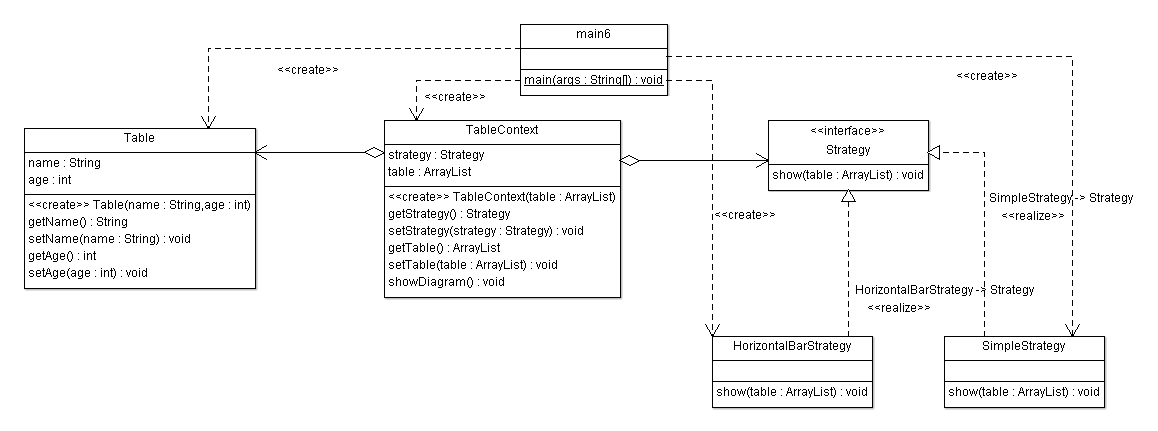 main6
main(args : String[]) : void
<<create>>
<<create>>
<<create>>
<<create>>
Table
name : String
age : int
<<create>> Table(name : String,age : int)
getName() : String
setName(name : String) : void
getAge() : int
setAge(age : int) : void
TableContext
strategy : Strategy
table : ArrayList
<<create>> TableContext(table : ArrayList)
getStrategy() : Strategy
setStrategy(strategy : Strategy) : void
getTable() : ArrayList
setTable(table : ArrayList) : void
showDiagram() : void
<<interface>>
Strategy
show(table : ArrayList) : void
SimpleStrategy -> Strategy
<<realize>>
HorizontalBarStrategy -> Strategy
<<realize>>
HorizontalBarStrategy
show(table : ArrayList) : void
SimpleStrategy
show(table : ArrayList) : void